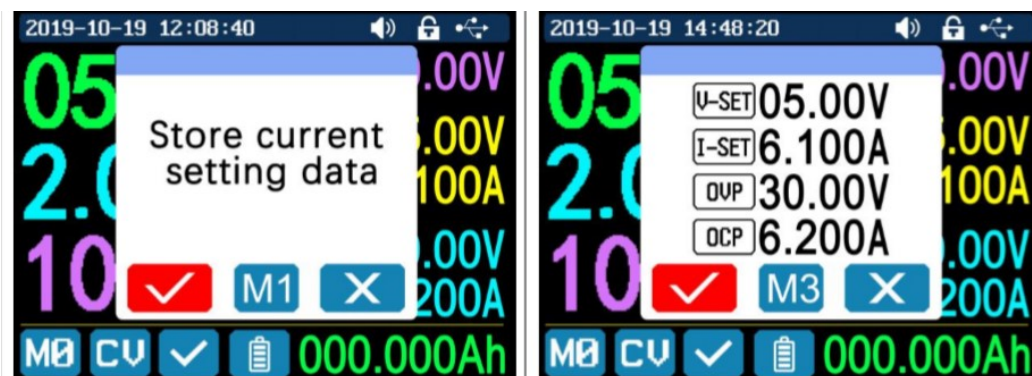 2019-10-19 12:08:40
05
.00V
Store current
setting data
.00V
2.0
100A
.00V
10
200A
M1
M0 CV 000.000Ah
2019-10-19 14:48:20
05
.00V
V-SET 05.00V
I-SET 6.100A
OVP 30.00V
OCP 6.200A
.00V
2.0
100A
.00V
10
200A
M3
M0 CV 000.000Ah